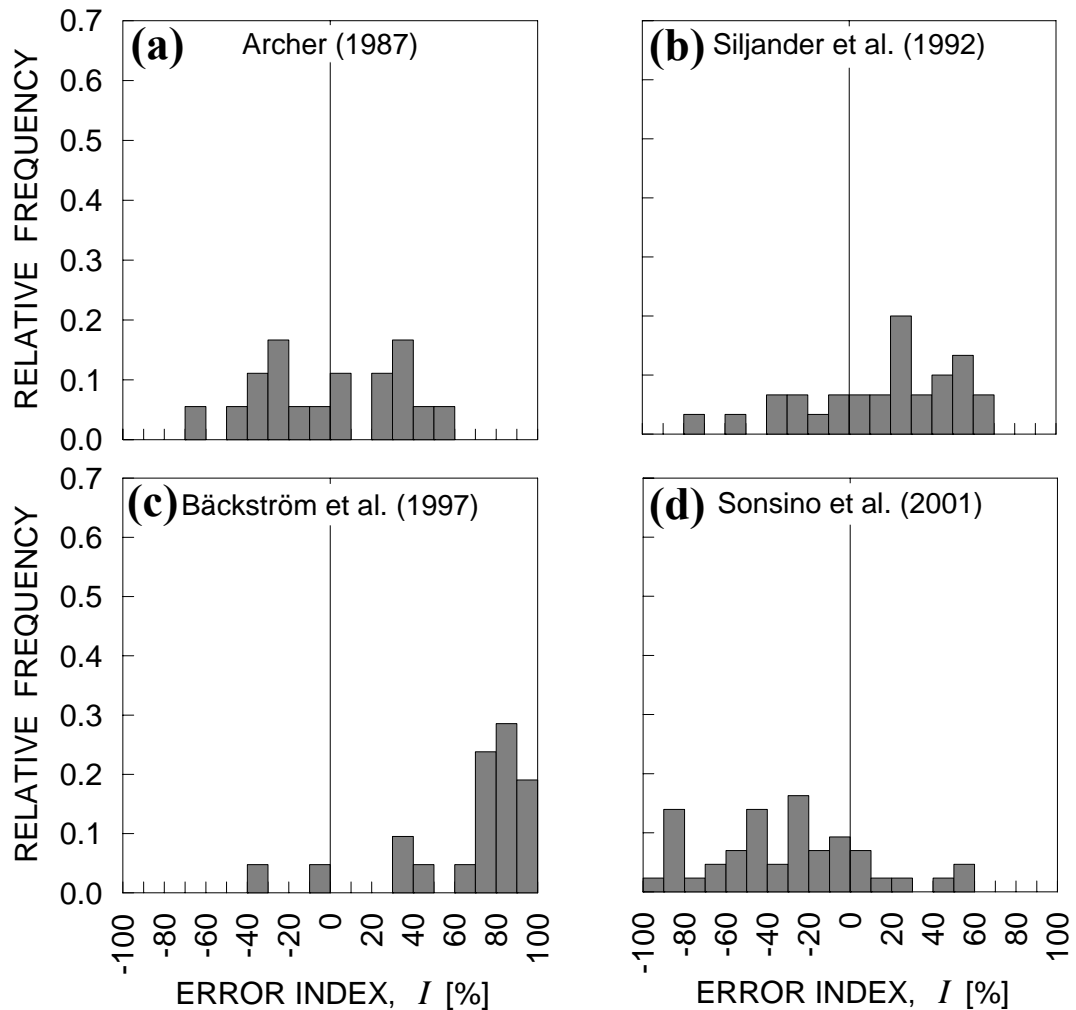 (a) Archer (1987)
RELATIVE FREQUENCY
0.7
0.6
0.5
0.4
0.3
0.2
0.1
0.0
(b) Siljander et al. (1992)
(c) Bäckström et al. (1997)
RELATIVE FREQUENCY
0.7
0.6
0.5
0.4
0.3
0.2
0.1
0.0
-100 -80 -60 -40 -20 0 20 40 60 80 100
ERROR INDEX, I [%]
(d) Sonsino et al. (2001)
-100 -80 -60 -40 -20 0 20 40 60 80 100
ERROR INDEX, I [%]